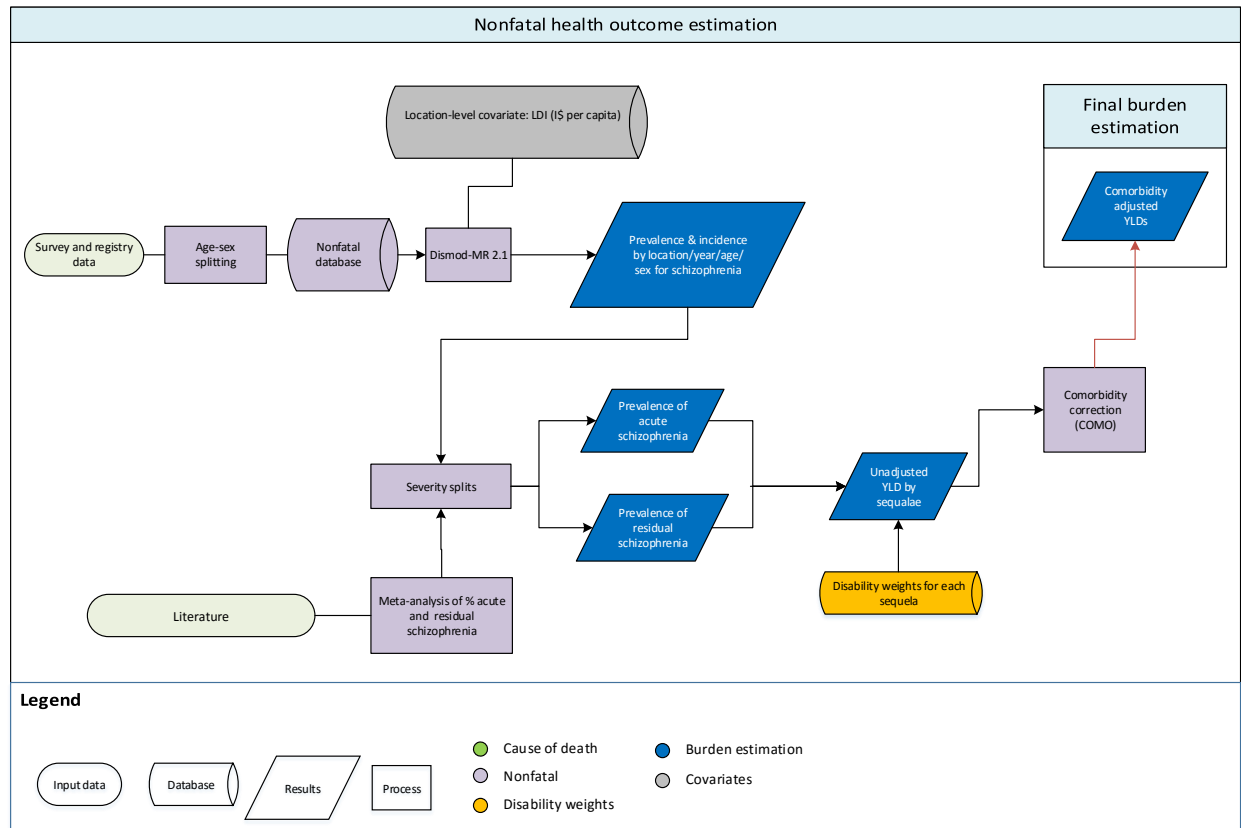 Nonfatal health outcome estimation
Location-level covariate: LDI (I$ per capita)
Final burden
estimation
Comorbidity
adjusted
YLDs
Survey and registry
data
Age-sex
splitting
Nonfatal
database
Dismod-MR 2.1
Prevalence & incidence
by location/year/age/
sex for schizophrenia
Prevalence of
acute
schizophrenia
Comorbidity
correction
(COMO)
Severity splits
Unadjusted
YLD by
sequalae
Prevalence of
residual
schizophrenia
Disability weights for each
sequela
Literature
Meta-analysis of % acute
and residual
schizophrenia
Legend
Input data
Database
Results
Process
Cause of death
Nonfatal
Disability weights
Burden estimation
Covariates